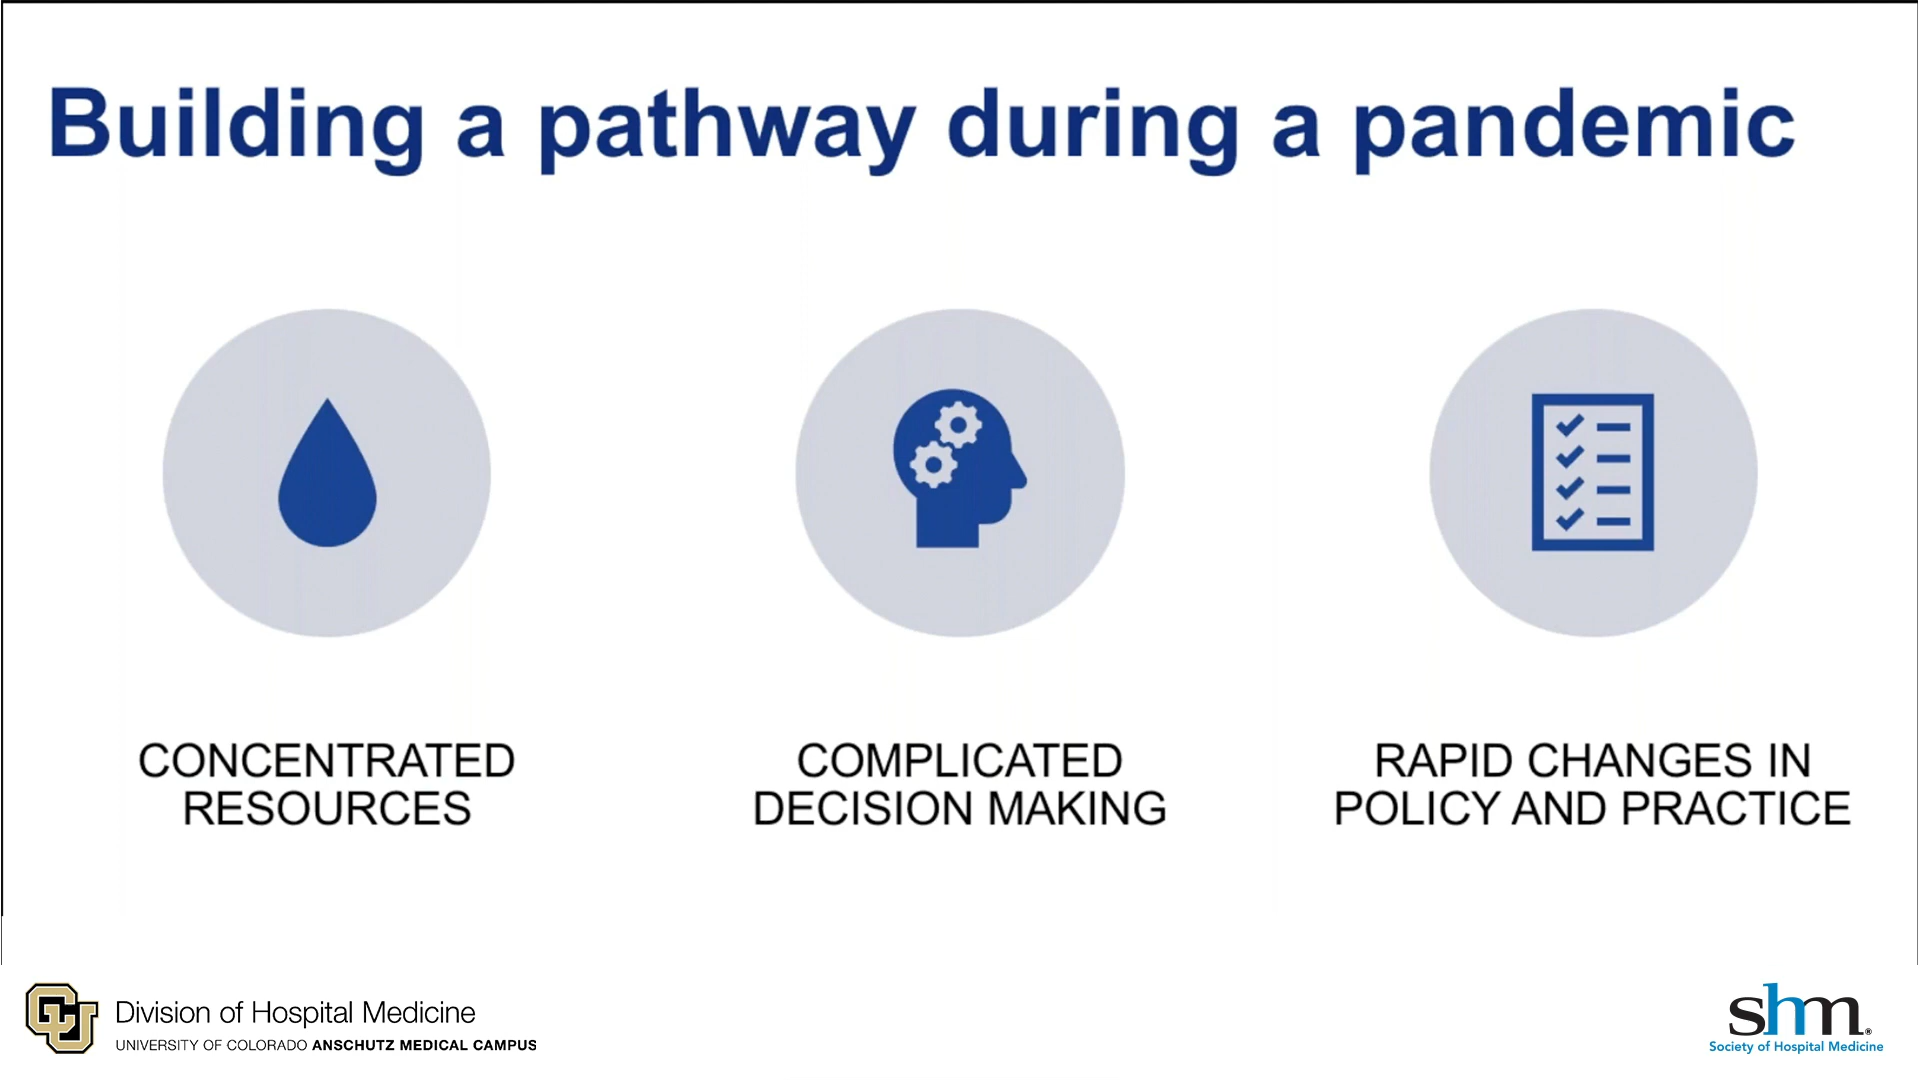 Building a pathway during a pandemic
CONCENTRATED
RESOURCES
COMPLICATED
DECISION MAKING
RAPID CHANGES IN
POLICY AND PRACTICE
CU
Division of Hospital Medicine
UNIVERSITY OF COLORADO ANSCHUTZ MEDICAL CAMPUS
shm®
Society of Hospital Medicine